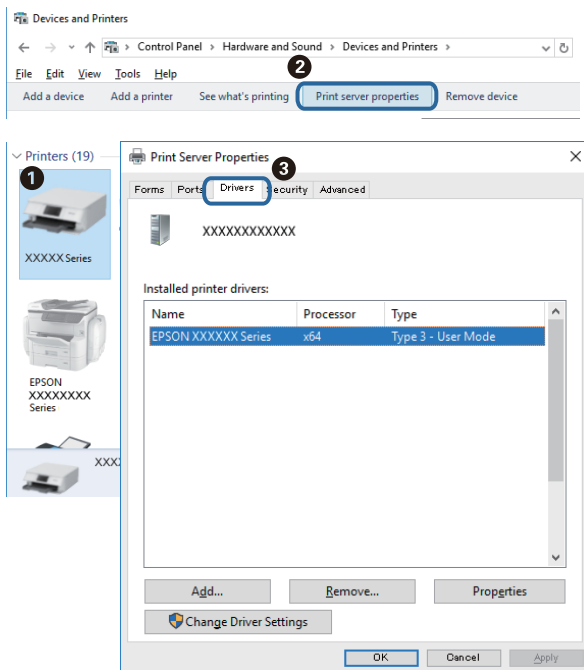 Devices and Printers
Control Panel > Hardware and Sound > Devices and Printers >
File Edit View Tools Help
2
Add a device Add a printer See what's printing Print server properties Remove device
Printers (19)
1
XXXXX Series
EPSON
XXXXXXXX
Series
XXX
Print Server Properties
3
Forms Ports Drivers ecurity Advanced
XXXXXXXXXXXX
Installed printer drivers:
Name Processor Type
EPSON XXXXXX Series x64 Type 3 - User Mode
Add... Remove... Properties
Change Driver Settings
OK Cancel Apply